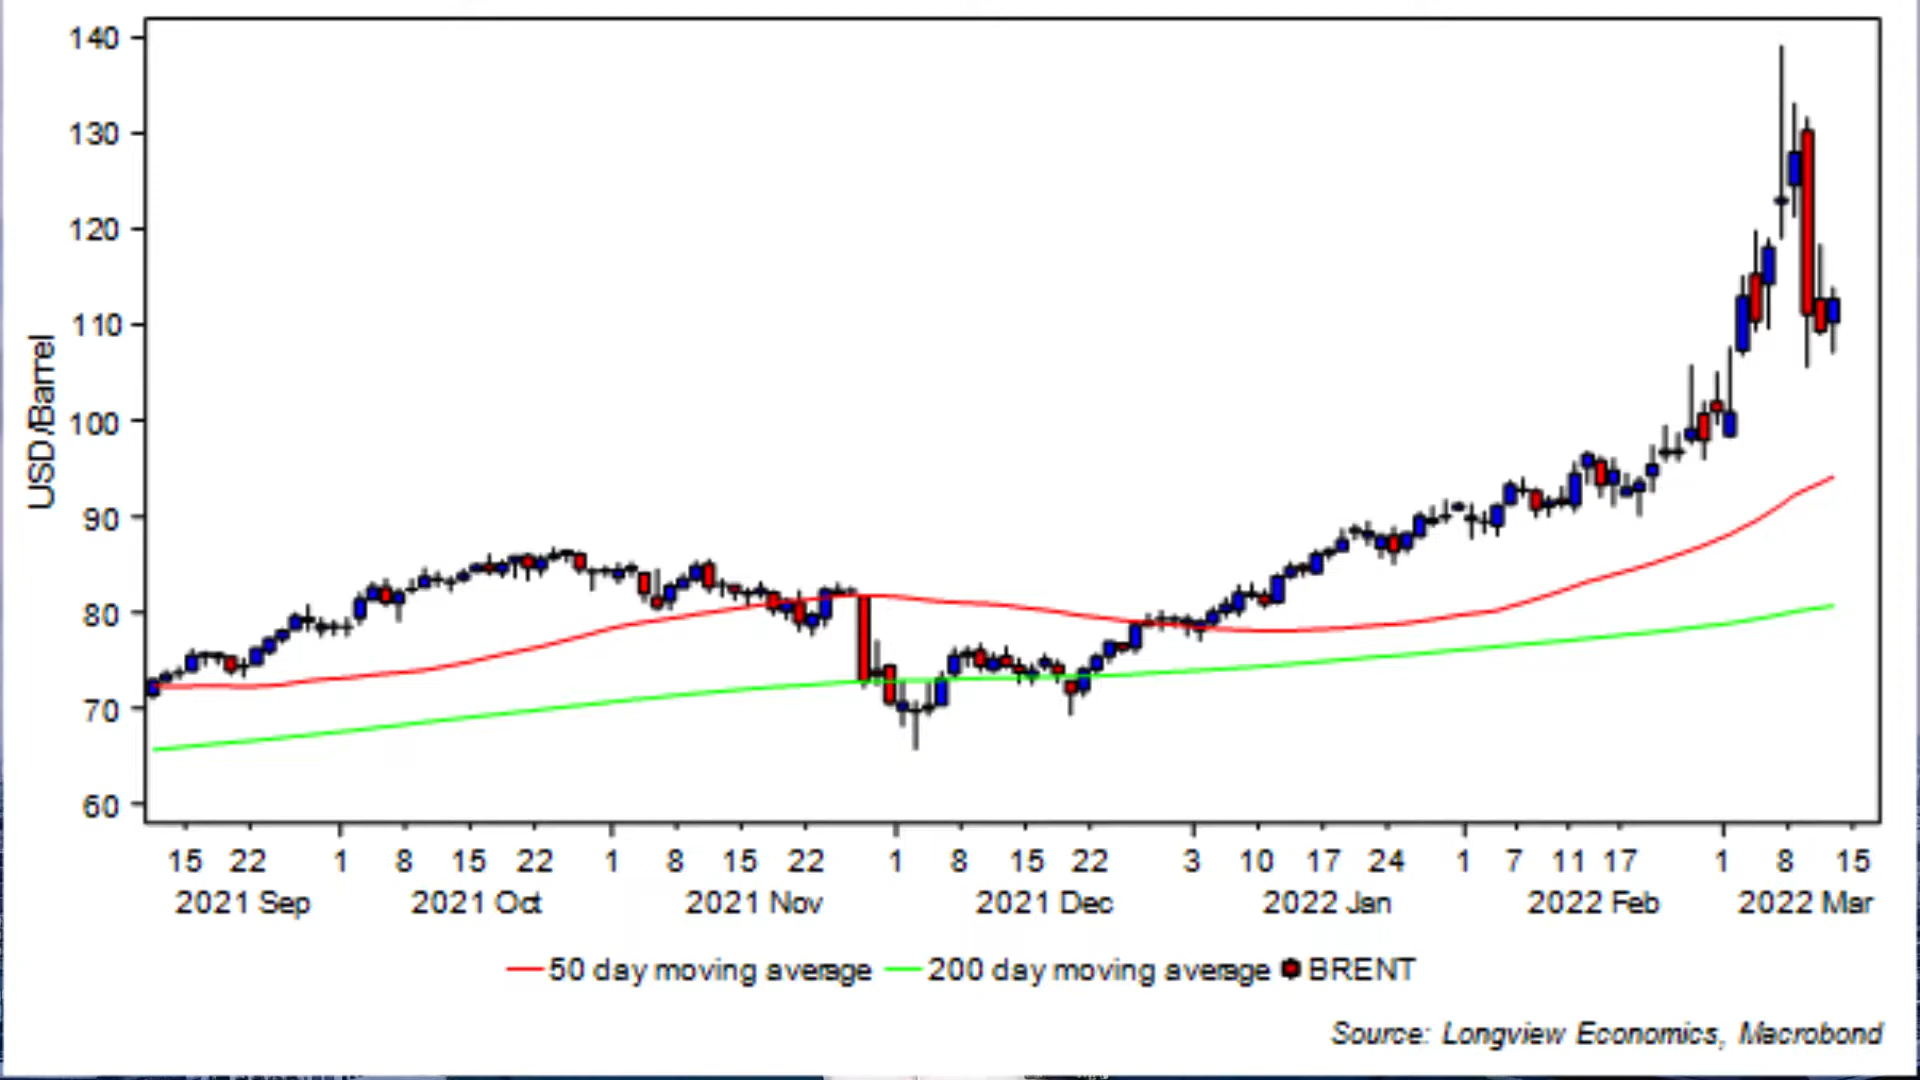 140
130
120
110
100
90
80
70
60
USD/Barrel
15 22 1 8 15 22 1 8 15 22 1 8 15 22 3 10 17 24 1 7 11 17 1 8 15
2021 Sep 2021 Oct 2021 Nov 2021 Dec 2022 Jan 2022 Feb 2022 Mar
50 day moving average 200 day moving average BRENT
Source: Longview Economics, Macrobond